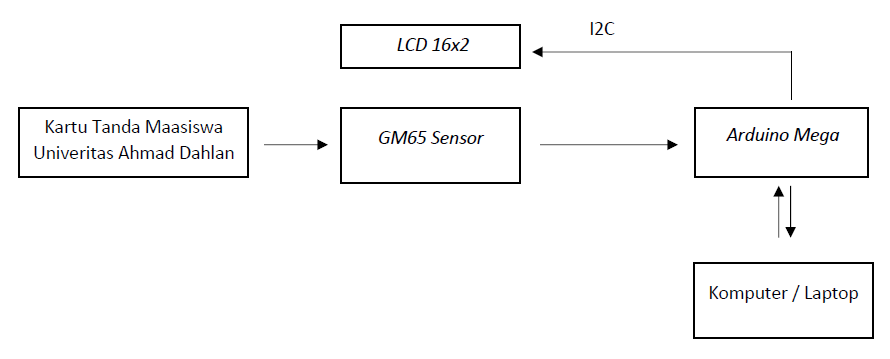 LCD 16x2
I2C
Kartu Tanda Maasiswa
Univeritas Ahmad Dahlan
GM65 Sensor
Arduino Mega
Komputer / Laptop